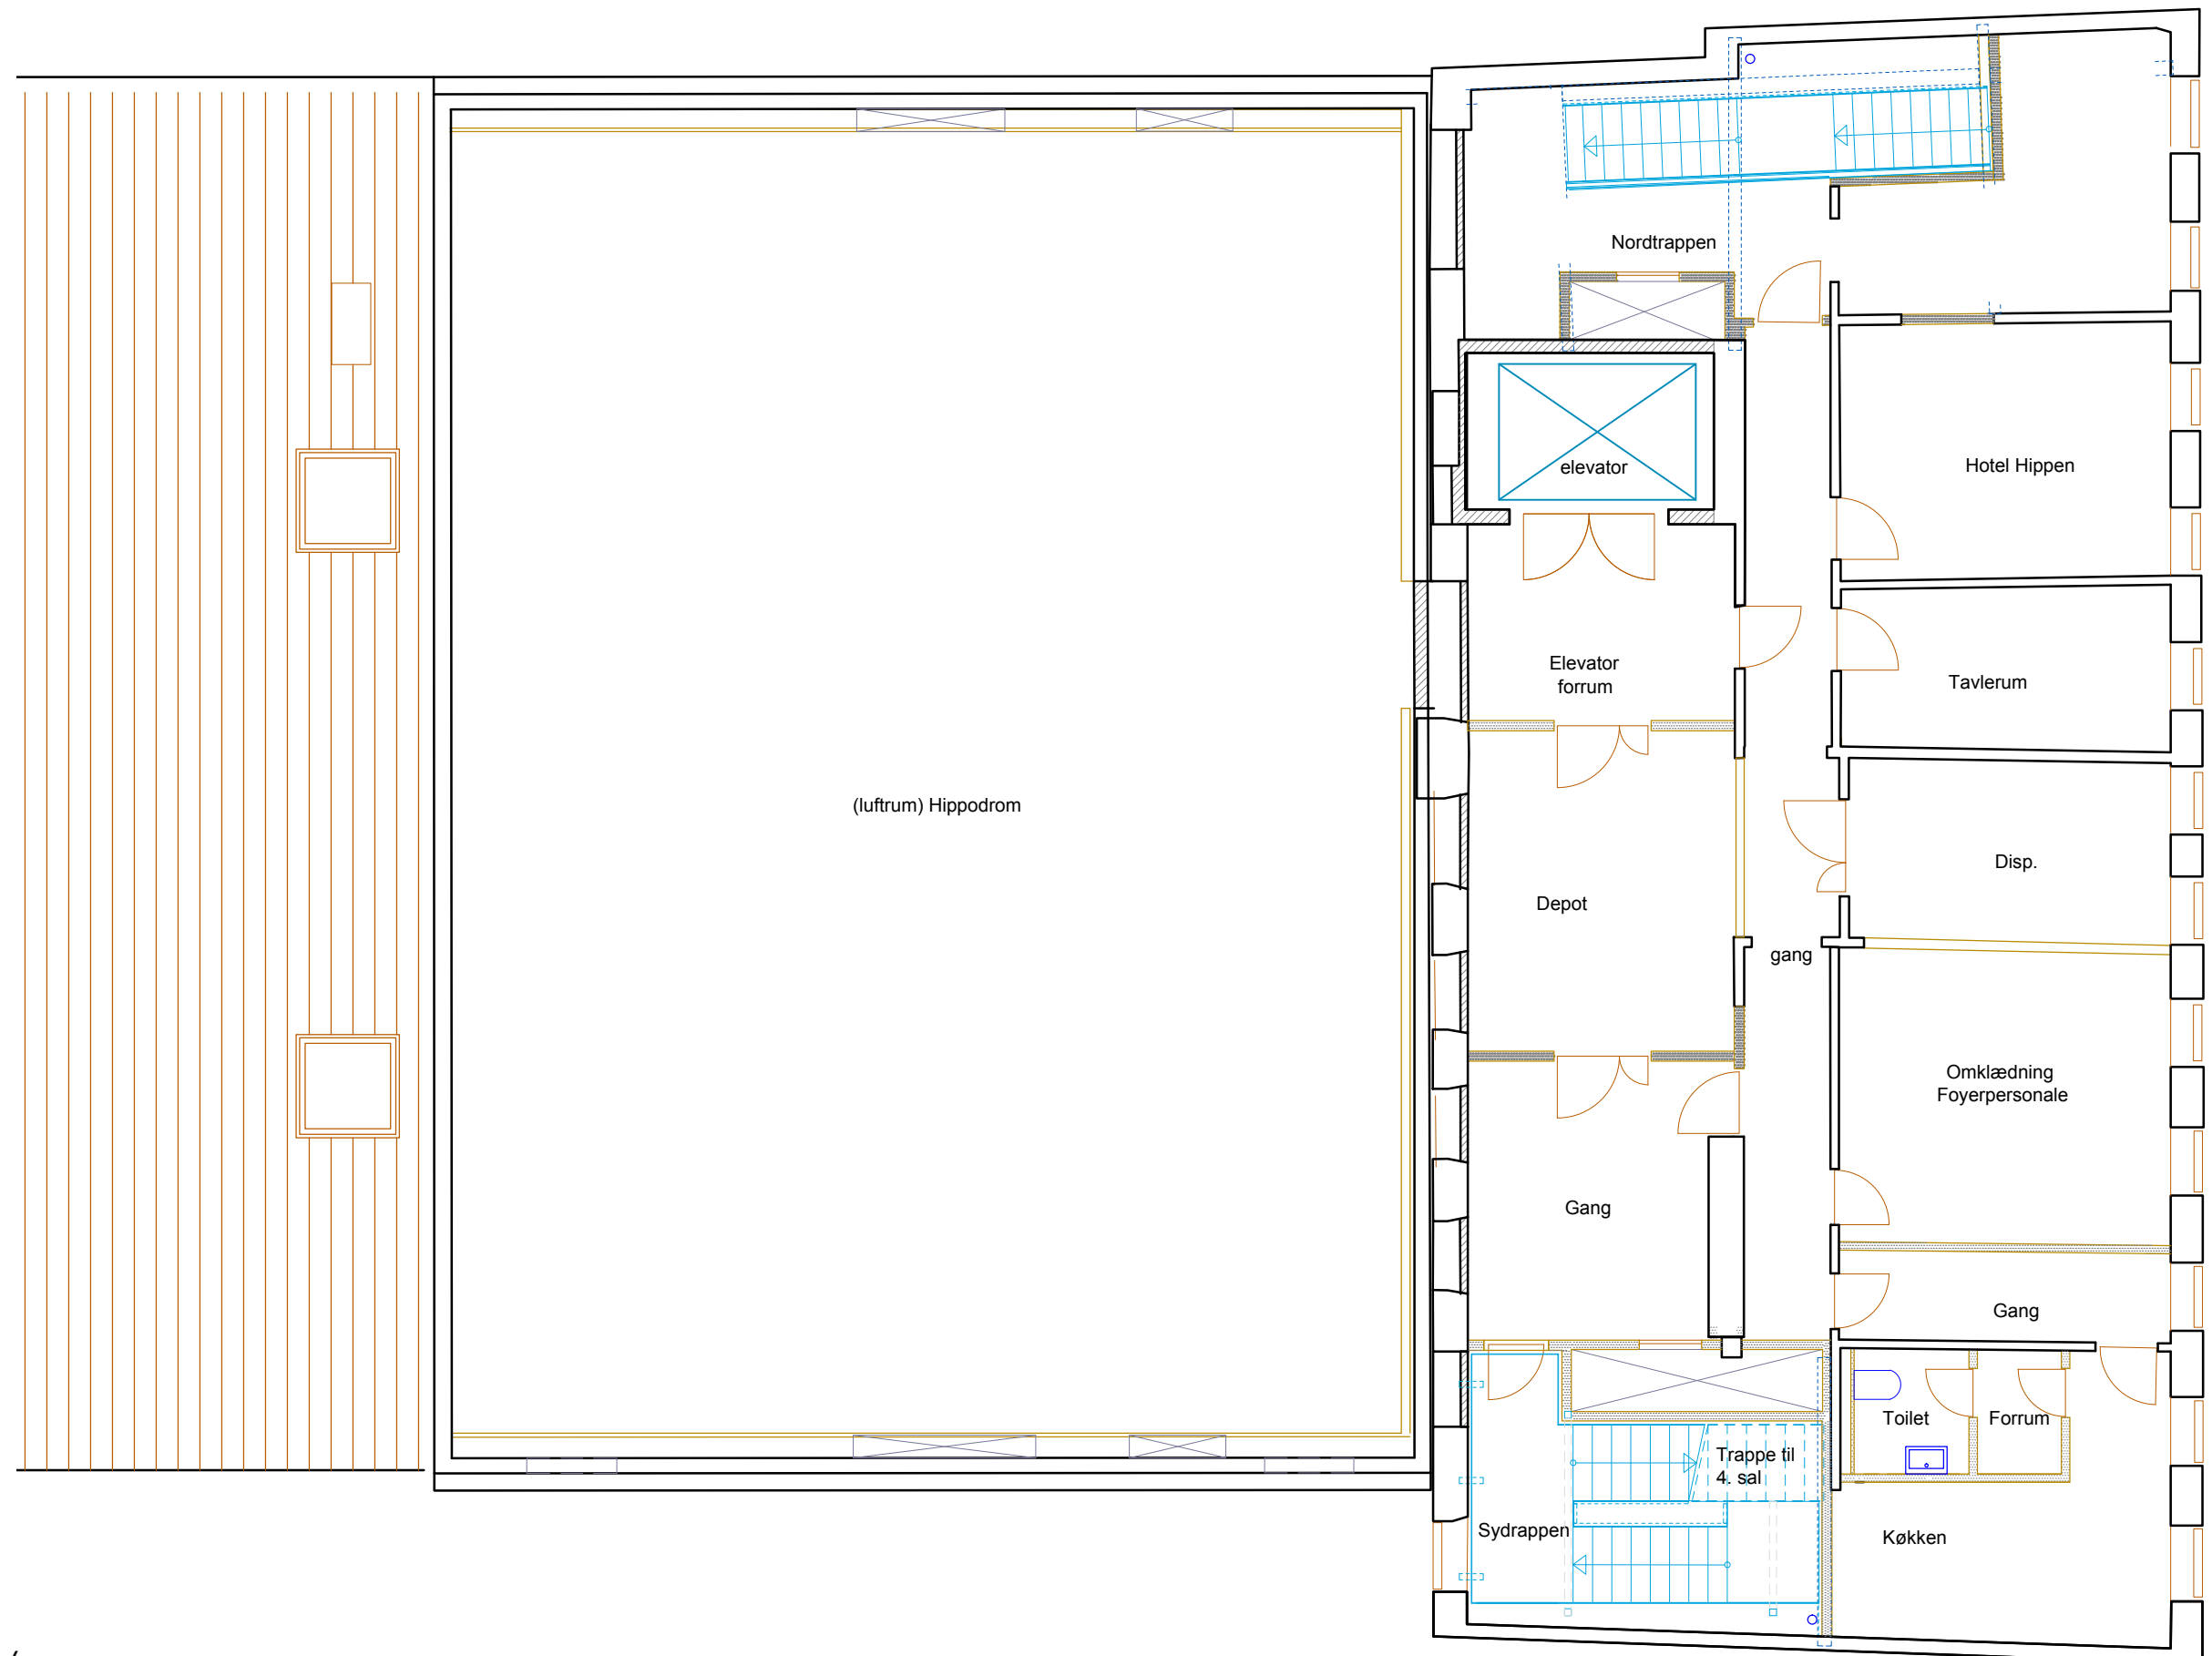 Nordtrappen
elevator
Hotel Hippen
Elevator
forrum
Tavlerum
(luftrum) Hippodrom
Disp.
Depot
gang
Omklædning
Foyerpersonale
Gang
Gang
Toilet
Forrum
Trappe til
4. sal
Sydrappen
Køkken